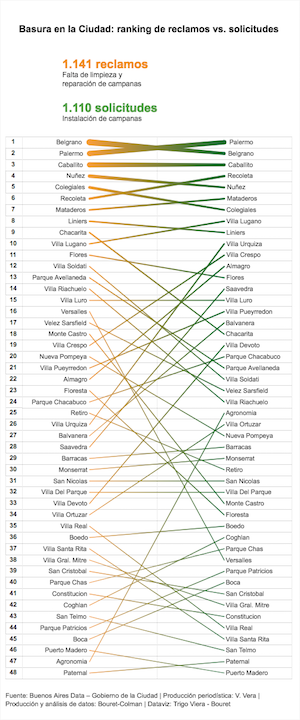 Basura en la Ciudad: ranking de reclamos vs. solicitudes
1.141 reclamos
Falta de limpieza y
reparación de campanas
1.110 solicitudes
Instalación de campanas
1 Belgrano Palermo
2 Palermo Belgrano
3 Caballito Caballito
4 Nuñez Recoleta
5 Colegiales Nuñez
6 Recoleta Mataderos
7 Mataderos Colegiales
8 Liniers Villa Lugano
9 Chacarita Liniers
10 Villa Lugano Villa Urquiza
11 Flores Villa Crespo
12 Villa Soldati Almagro
13 Parque Avellaneda Flores
14 Villa Riachuelo Saavedra
15 Villa Luro Villa Luro
16 Versalles Villa Pueyrredon
17 Velez Sarsfield Balvanera
18 Monte Castro Chacarita
19 Villa Crespo Villa Devoto
20 Nueva Pompeya Parque Chacabuco
21 Villa Pueyrredon Parque Avellaneda
22 Almagro Villa Soldati
23 Floresta Velez Sarsfield
24 Parque Chacabuco Villa Riachuelo
25 Retiro Agronomia
26 Villa Urquiza Villa Ortuzar
27 Balvanera Nueva Pompeya
28 Saavedra Barracas
29 Barracas Monserrat
30 Monserrat Retiro
31 San Nicolas San Nicolas
32 Villa Del Parque Villa Del Parque
33 Villa Devoto Monte Castro
34 Villa Ortuzar Floresta
35 Villa Real Boedo
36 Boedo Coghlan
37 Villa Santa Rita Parque Chas
38 Villa Gral. Mitre Versalles
39 San Cristobal Parque Patricios
40 Parque Chas Boca
41 Constitucion San Cristobal
42 Coghlan Villa Gral. Mitre
43 San Telmo Constitucion
44 Parque Patricios Villa Real
45 Boca Villa Santa Rita
46 Puerto Madero San Telmo
47 Agronomia Paternal
48 Paternal Puerto Madero
Fuente: Buenos Aires Data – Gobierno de la Ciudad | Producción periodística: V. Vera |
Producción y análisis de datos: Bouret-Colman | Dataviz: Trigo Viera - Bouret